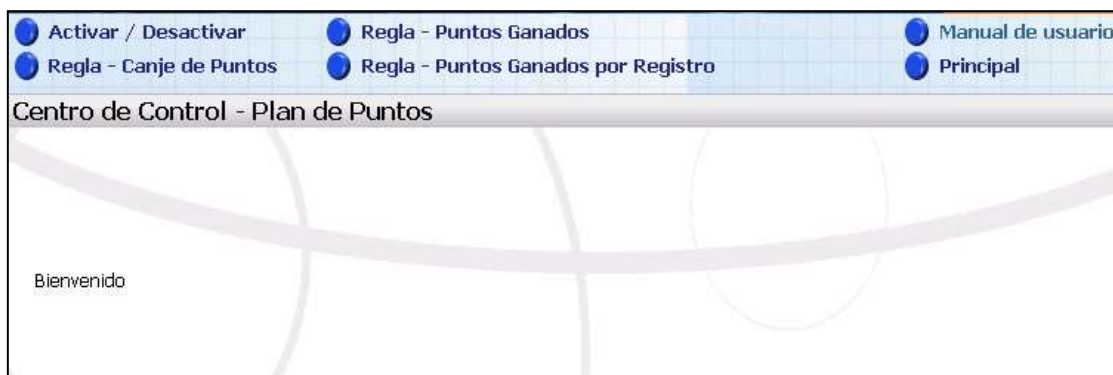 Activar / Desactivar Regla - Puntos Ganados Manual de usuario
Regla - Canje de Puntos Regla - Puntos Ganados por Registro Principal
Centro de Control - Plan de Puntos
Bienvenido